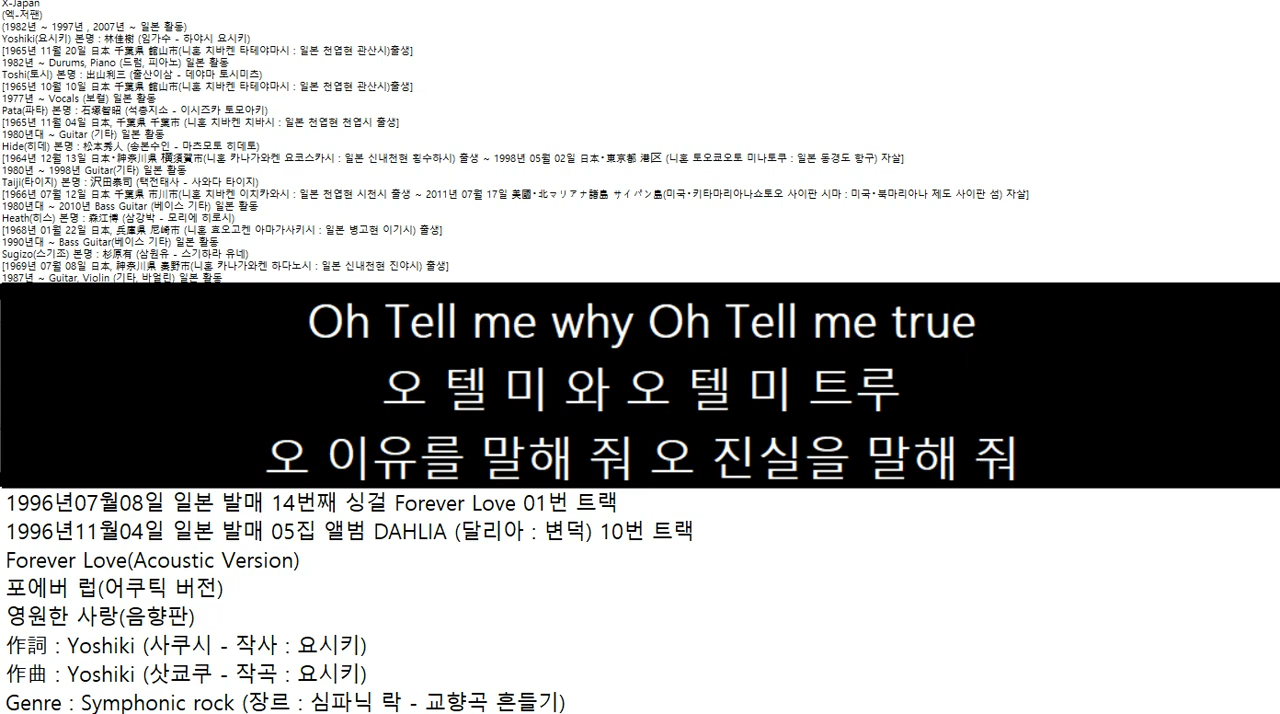 X-Japan
(엑-저팬)
(1982년 ~ 1997년 , 2007년 ~ 일본 활동)
Yoshiki(요시키) 본명 : 林佳樹 (임가수 - 하야시 요시키)
[1965년 11월 20일 日本 千葉県 館山市(니혼 치바켄 타테야마시 : 일본 천엽현 관산시)출생]
1982년 ~ Durums, Piano (드럼, 피아노) 일본 활동
Toshi(토시) 본명 : 出山利三 (출산이삼 - 데야마 토시미츠)
[1965년 10월 10일 日本 千葉県 館山市(니혼 치바켄 타테야마시 : 일본 천엽현 관산시)출생]
1977년 ~ Vocals (보컬) 일본 활동
Pata(파타) 본명 : 石塚智昭 (석총지소 - 이시즈카 토모아키)
[1965년 11월 04일 日本, 千葉県 千葉市 (니혼 치바켄 치바시 : 일본 천엽현 천엽시 출생]
1980년대 ~ Guitar (기타) 일본 활동
Hide(히데) 본명 : 松本秀人 (송본수인 - 마츠모토 히데토)
[1964년 12월 13일 日本・神奈川県 横須賀市(니혼 카나가와켄 요코스카시 : 일본 신내천현 횡수하시) 출생 ~ 1998년 05월 02일 日本・東京都 港区 (니혼 토오쿄오토 미나토쿠 : 일본 동경도 항구) 자살]
1980년 ~ 1998년 Guitar(기타) 일본 활동
Taiji(타이지) 본명 : 沢田泰司 (택전태사 - 사와다 타이지)
[1966년 07월 12일 日本 千葉県 市川市(니혼 치바켄 이치카와시 : 일본 천엽현 시천시 출생 ~ 2011년 07월 17일 美國・北マリアナ諸島 サイパン島(미국・키타마리아나쇼토오 사이판 시마 : 미국・북마리아나 제도 사이판 섬) 자살]
1980년대 ~ 2010년 Bass Guitar (베이스 기타) 일본 활동
Heath(히스) 본명 : 森江博 (삼강박 - 모리에 히로시)
[1968년 01월 22일 日本, 兵庫県 尼崎市 (니혼 효오고켄 아마가사키시 : 일본 병고현 이기시) 출생]
1990년대 ~ Bass Guitar(베이스 기타) 일본 활동
Sugizo(스기조) 본명 : 杉原有 (삼원유 - 스기하라 유네)
[1969년 07월 08일 日本, 神奈川県 秦野市(니혼 카나가와켄 하다노시 : 일본 신내천현 진야시) 출생]
1987년 ~ Guitar, Violin (기타, 바얼린) 일본 활동
Oh Tell me why Oh Tell me true
오 텔 미 와 오 텔 미 트루
오 이유를 말해 줘 오 진실을 말해 줘
1996년07월08일 일본 발매 14번째 싱걸 Forever Love 01번 트랙
1996년11월04일 일본 발매 05집 앨범 DAHLIA (달리아 : 변덕) 10번 트랙
Forever Love(Acoustic Version)
포에버 럽(어쿠틱 버전)
영원한 사랑(음향판)
作詞 : Yoshiki (사쿠시 - 작사 : 요시키)
作曲 : Yoshiki (삿쿄쿠 - 작곡 : 요시키)
Genre : Symphonic rock (장르 : 심파닉 락 - 교향곡 흔들기)